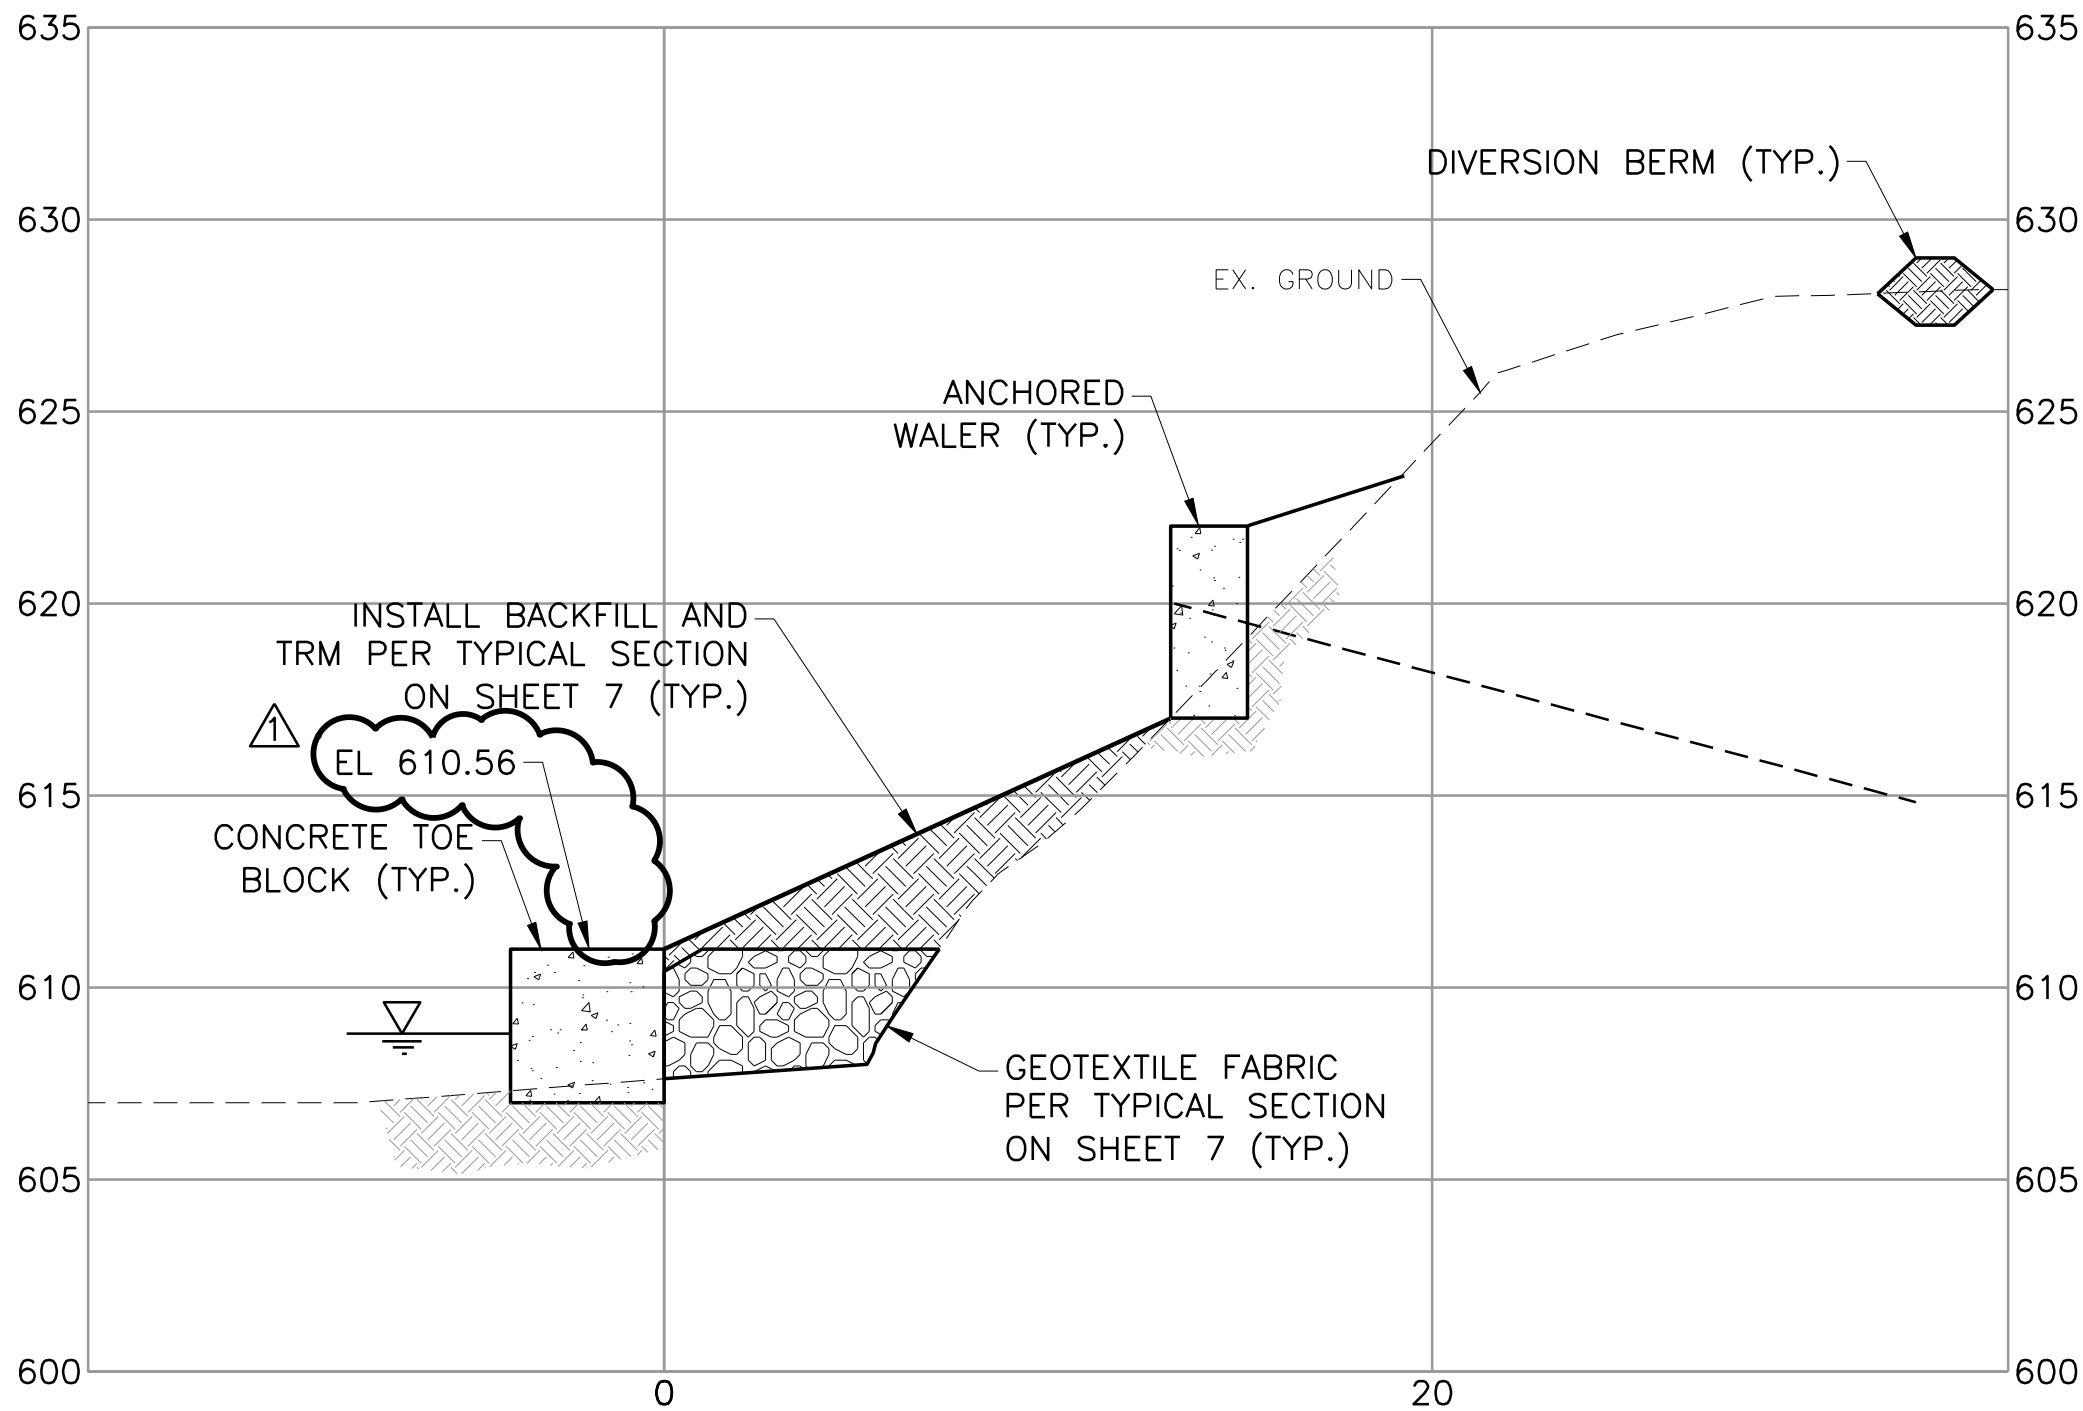 635
635
DIVERSION BERM (TYP.)
630
630
EX. GROUND
ANCHORED
WALER (TYP.)
625
625
620
620
INSTALL BACKFILL AND
TRM PER TYPICAL SECTION
ON SHEET 7 (TYP.)
1
EL 610.56
615
615
CONCRETE TOE
BLOCK (TYP.)
610
610
GEOTEXTILE FABRIC
PER TYPICAL SECTION
ON SHEET 7 (TYP.)
605
605
600
600
0
20